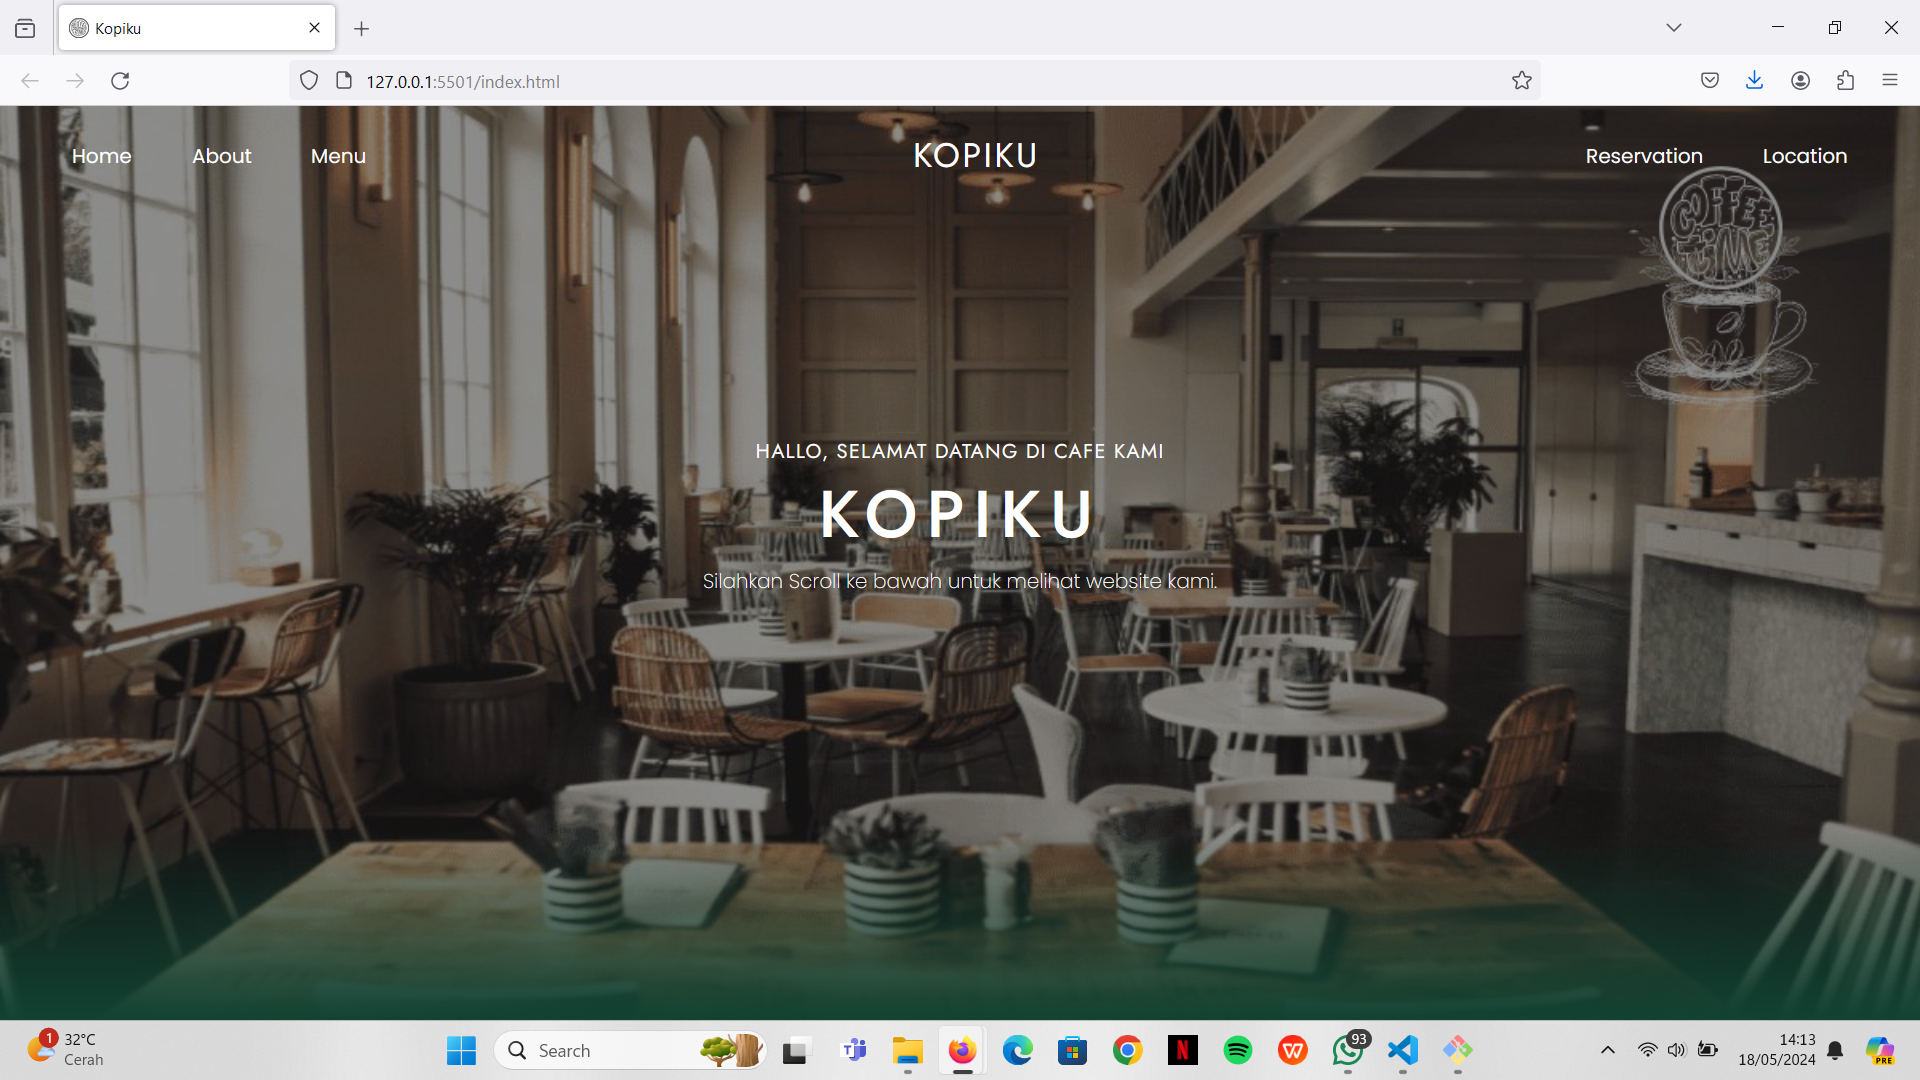 Kopiku
127.0.0.1:5501/index.html
Home About Menu KOPIKU Reservation Location
COFFEE
TIME
HALLO, SELAMAT DATANG DI CAFE KAMI
KOPIKU
Silahkan Scroll ke bawah untuk melihat website kami.
1
32°C
Cerah
Search
93
14:13
18/05/2024
PRE